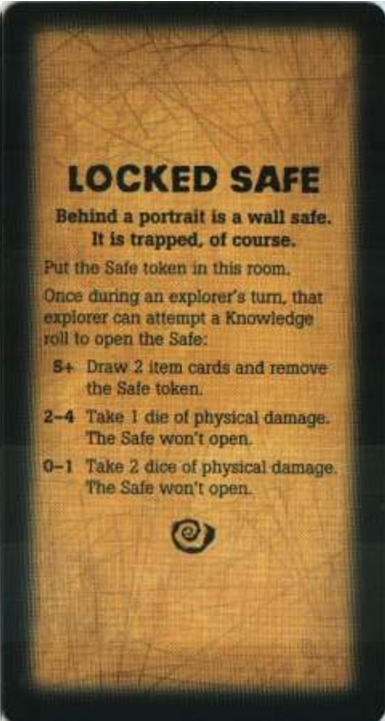 LOCKED SAFE
Behind a portrait is a wall safe.
It is trapped, of course.
Put the Safe token in this room.
Once during an explorer's turn, that
explorer can attempt a Knowledge
roll to open the Safe:
5+ Draw 2 item cards and remove
the Safe token.
2–4 Take 1 die of physical damage.
The Safe won't open.
0–1 Take 2 dice of physical damage.
The Safe won't open.